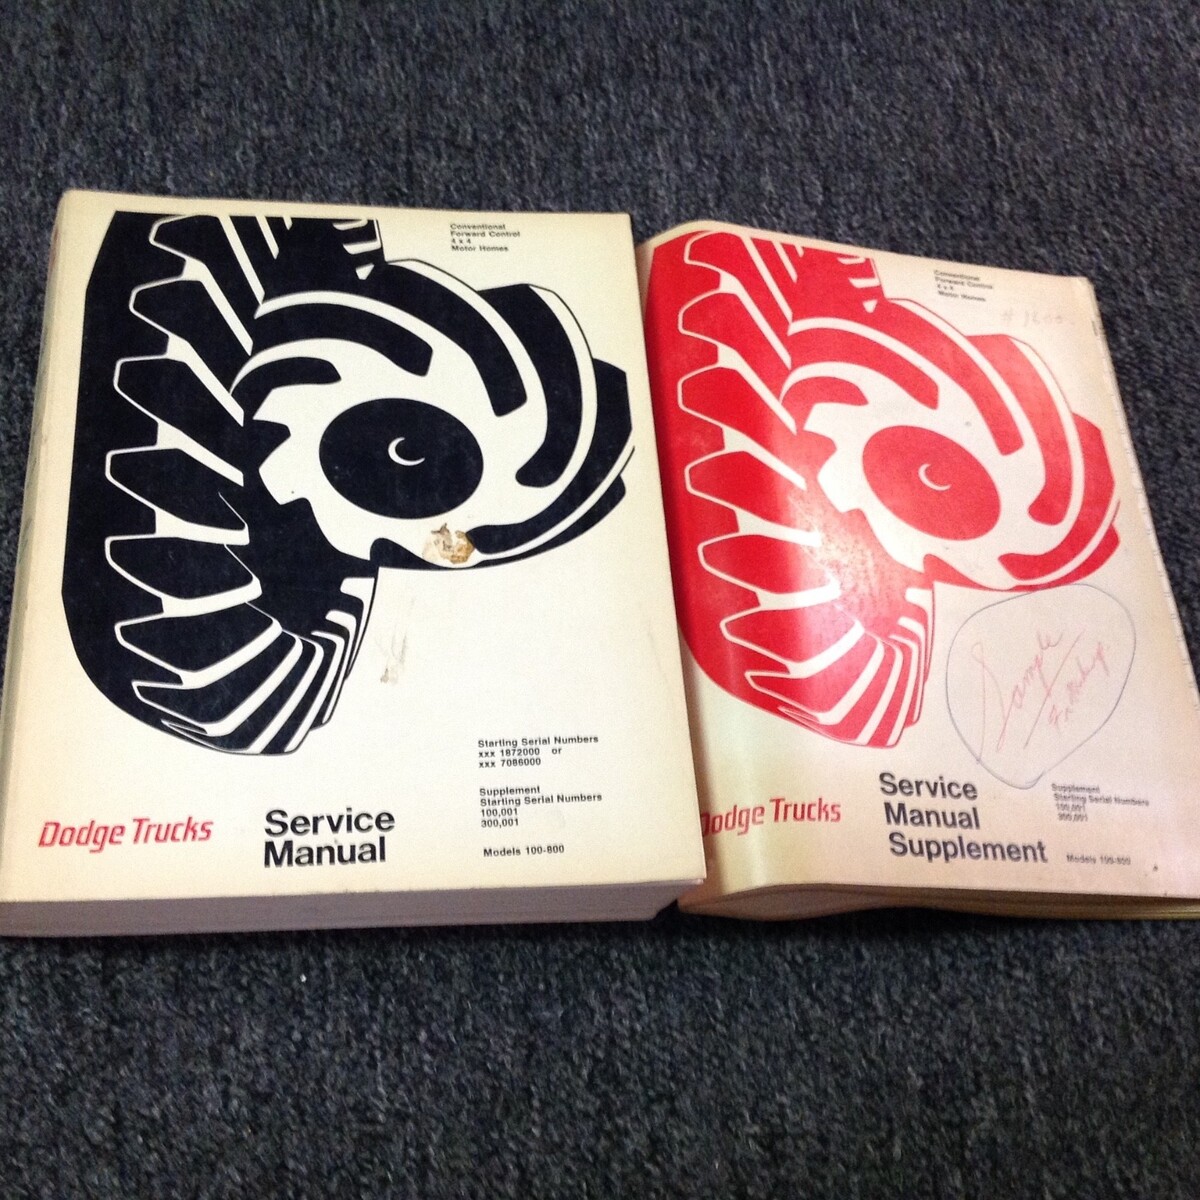 Conventional
Forward Control
4 x 4
Motor Homes
Starting Serial Numbers
xxx 1872000 or
xxx 7086000
Supplement
Starting Serial Numbers
100,001
300,001
Models 100-800
Dodge Trucks
Service
Manual
Conventional
Forward Control
4 x 4
Motor Homes
Sample
Dodge Trucks
Service
Manual
Supplement
Supplement
Starting Serial Numbers
100,001
300,001
Models 100-800